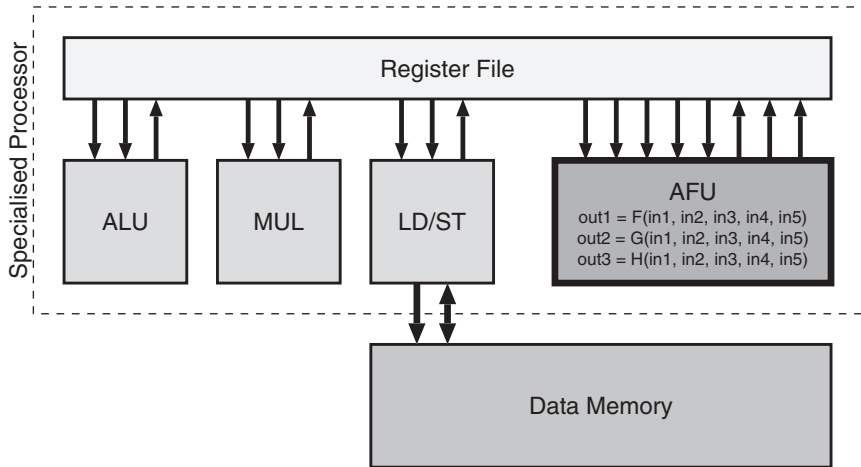 Specialised Processor
Register File
ALU
MUL
LD/ST
AFU
out1 = F(in1, in2, in3, in4, in5)
out2 = G(in1, in2, in3, in4, in5)
out3 = H(in1, in2, in3, in4, in5)
Data Memory